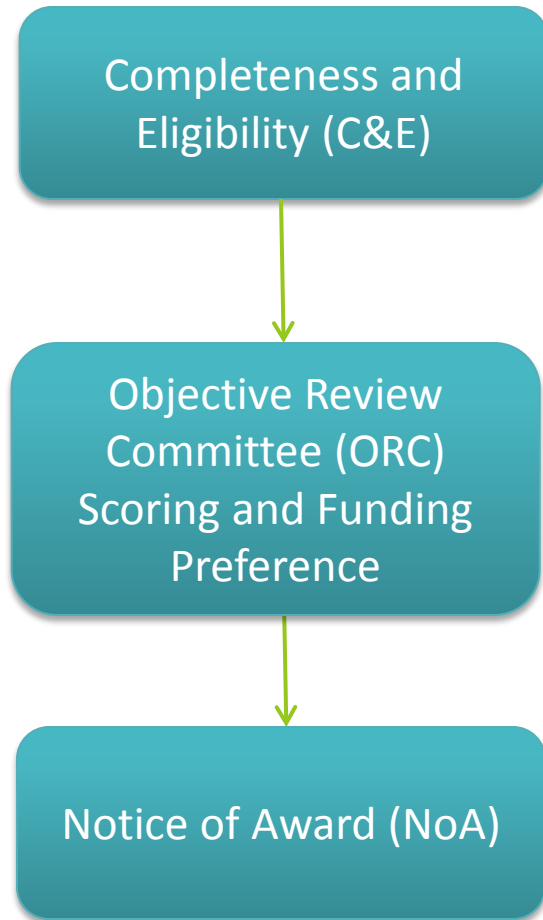 Completeness and
Eligibility (C&E)
Objective Review
Committee (ORC)
Scoring and Funding
Preference
Notice of Award (NoA)